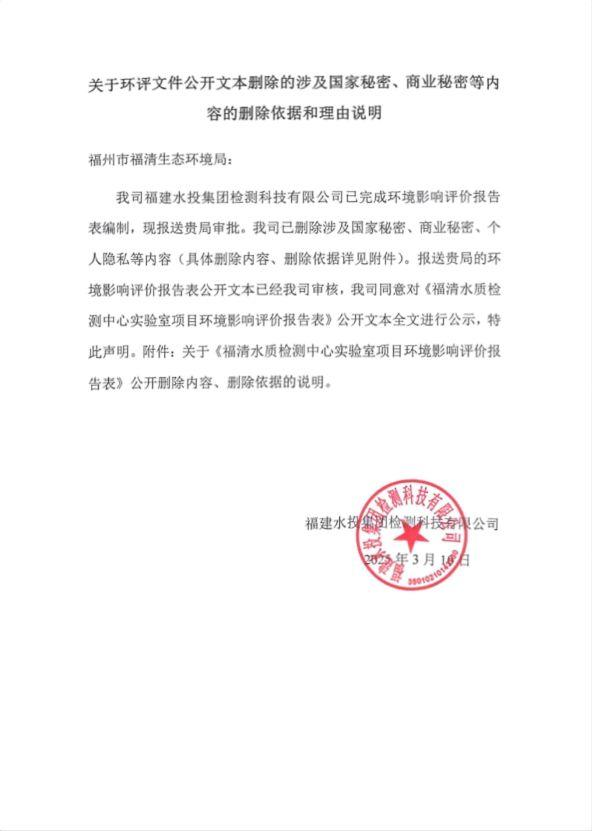 关于环评文件公开文本删除的涉及国家秘密、商业秘密等内
容的删除依据和理由说明
福州市福清生态环境局：
我司福建水投集团检测科技有限公司已完成环境影响评价报告
表编制，现报送贵局审批。我司已删除涉及国家秘密、商业秘密、个
人隐私等内容（具体删除内容、删除依据详见附件）。报送贵局的环
境影响评价报告表公开文本已经我司审核，我司同意对《福清水质检
测中心实验室项目环境影响评价报告表》公开文本全文进行公示，特
此声明。附件：关于《福清水质检测中心实验室项目环境影响评价报
告表》公开删除内容、删除依据的说明。
福建水投集团检测科技有限公司
2025年3月10日
福建水投集团检测科技有限公司